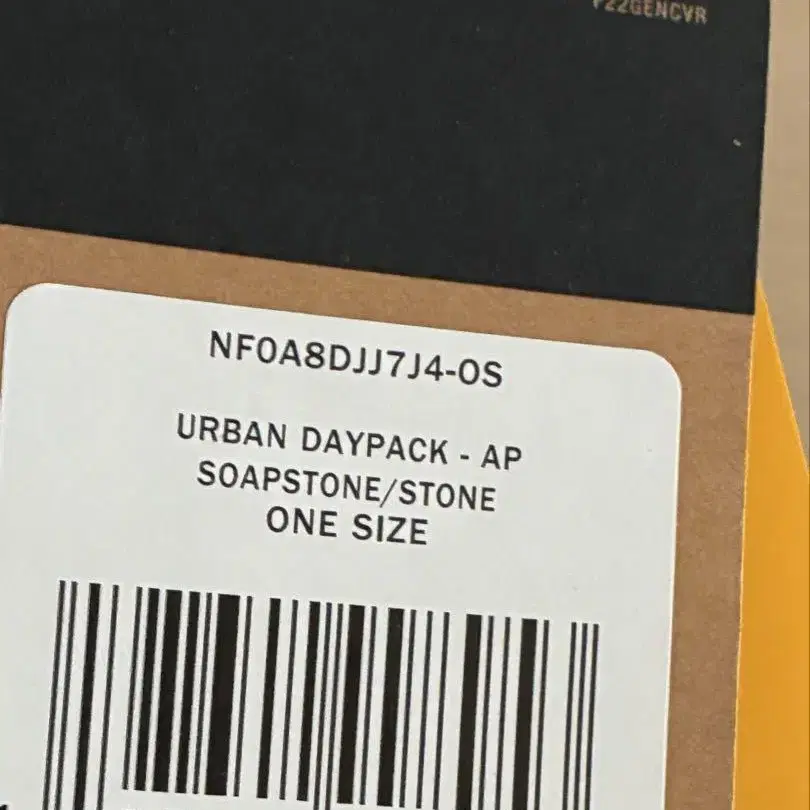 F22GENCVR
NF0A8DJJ7J4-OS
URBAN DAYPACK - AP
SOAPSTONE/STONE
ONE SIZE